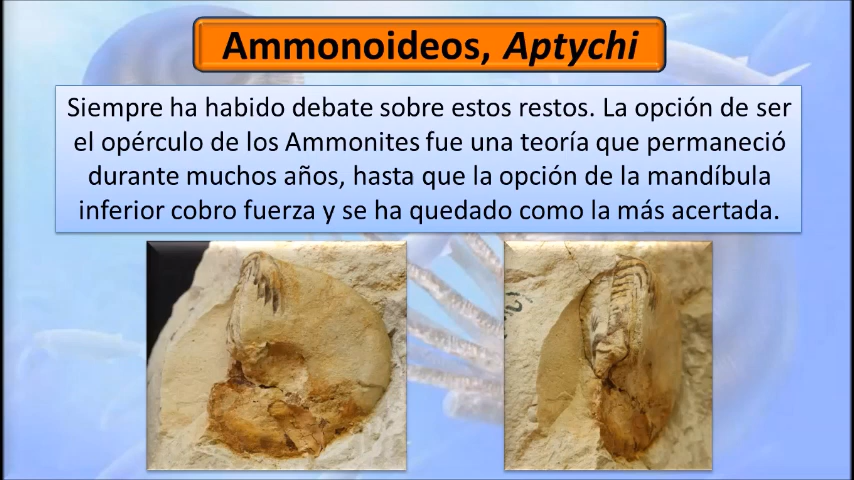 Ammonoideos, Aptychi
Siempre ha habido debate sobre estos restos. La opción de ser
el opérculo de los Ammonites fue una teoría que permaneció
durante muchos años, hasta que la opción de la mandíbula
inferior cobro fuerza y se ha quedado como la más acertada.